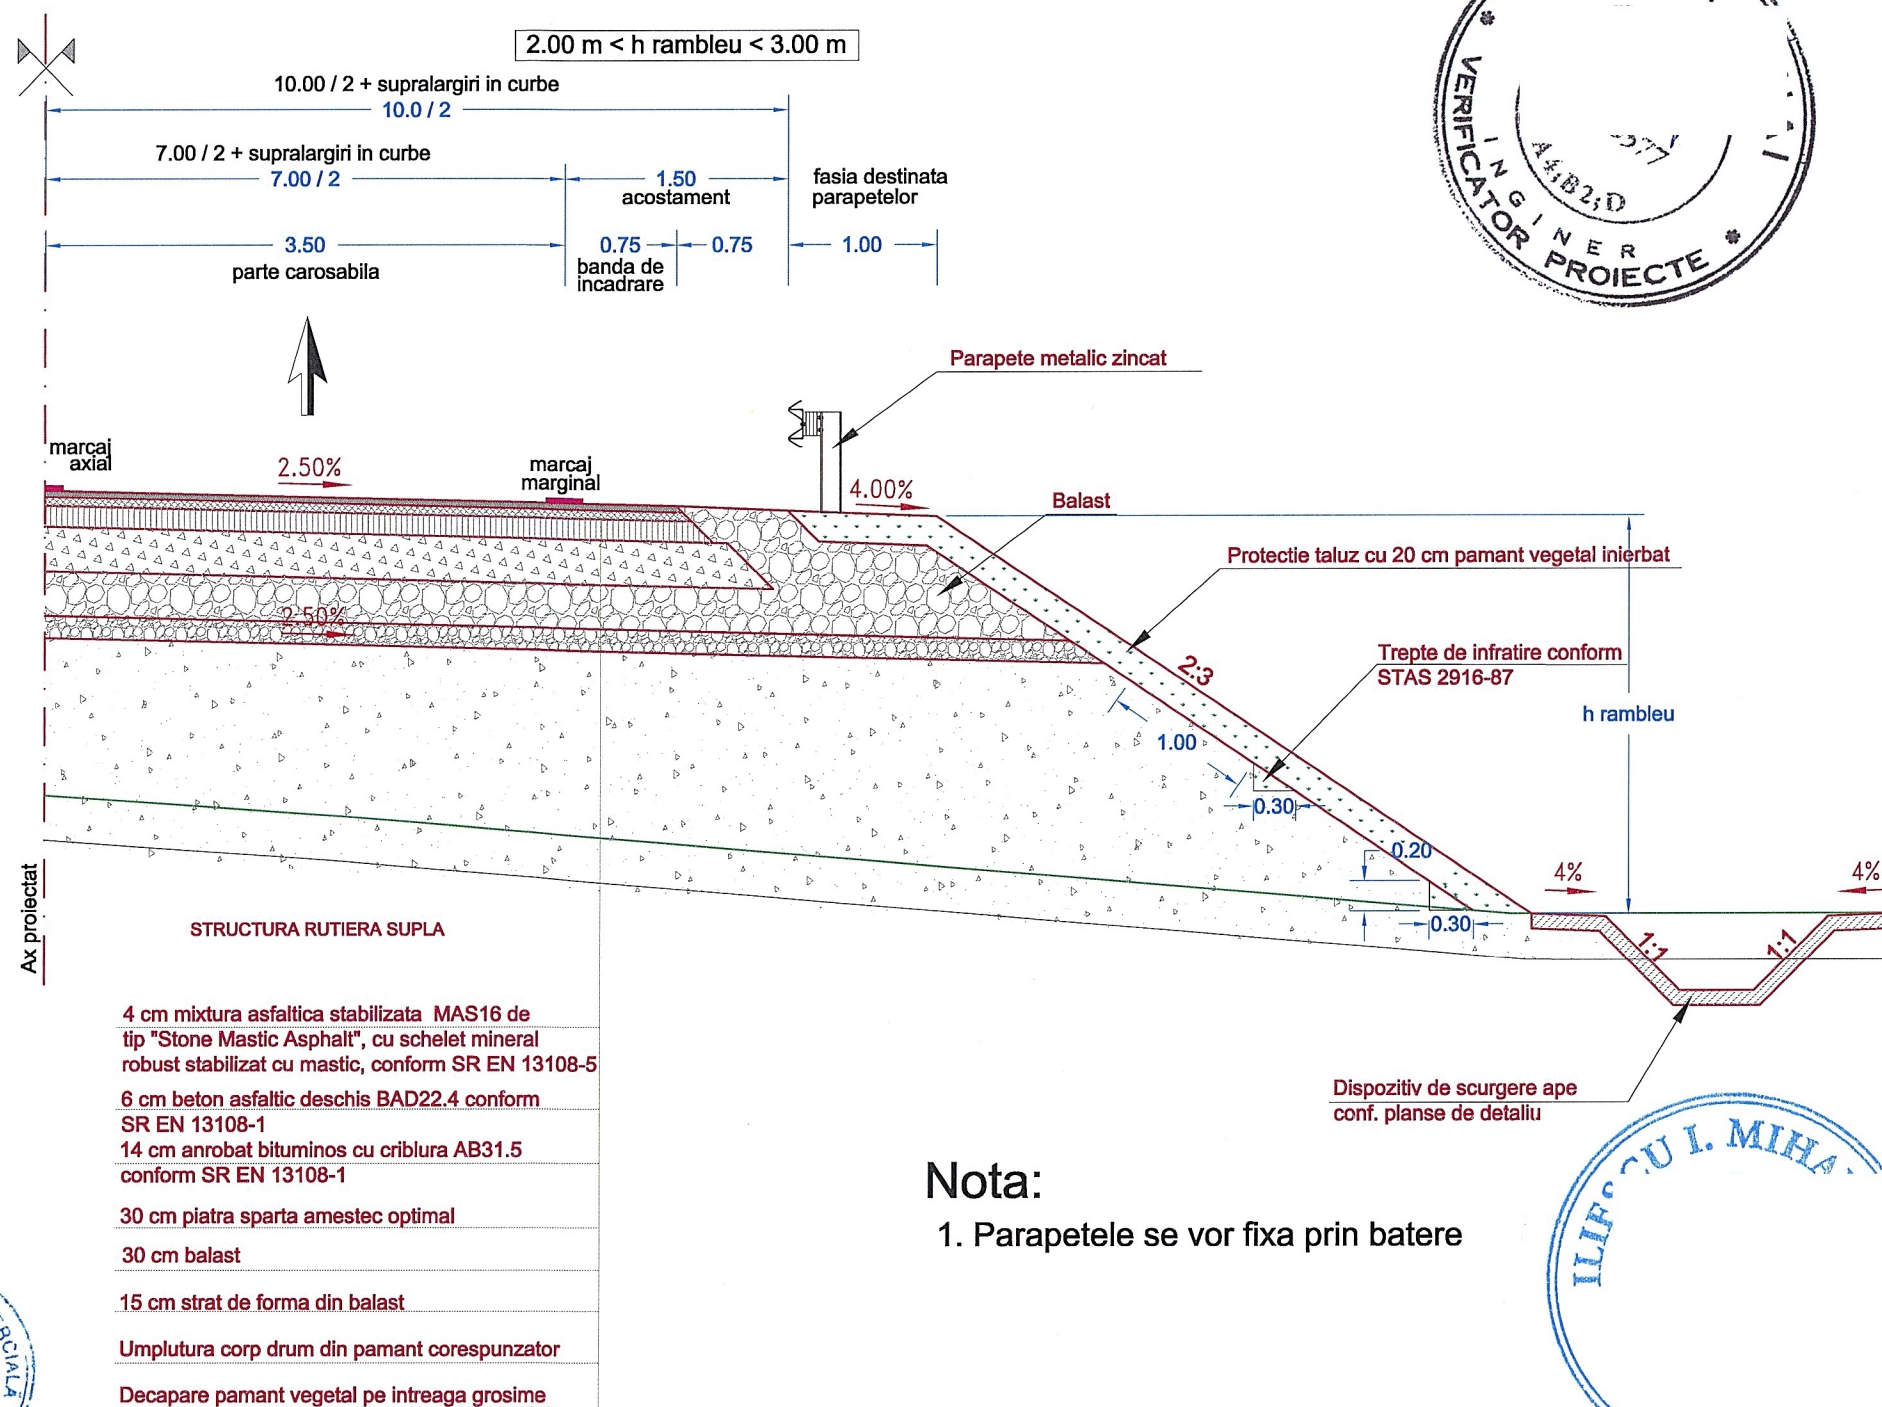 2.00 m < h rambleu < 3.00 m
10.00 / 2 + supralargiri in curbe
10.0 / 2
7.00 / 2 + supralargiri in curbe
7.00 / 2
1.50
acostament
fasia destinata
parapetelor
3.50
parte carosabila
0.75
banda de
incadrare
0.75
1.00
VERIFICATOR PROIECTE
INGINER
A4;B2;D
Parapete metalic zincat
marcaj
axial
2.50%
marcaj
marginal
4.00%
Balast
Protectie taluz cu 20 cm pamant vegetal inierbat
2.50%
2:3
Trepte de infratire conform
STAS 2916-87
h rambleu
1.00
0.30
0.20
0.30
4%
4%
1:1
1:1
Ax proiectat
Dispozitiv de scurgere ape
conf. planse de detaliu
STRUCTURA RUTIERA SUPLA
4 cm mixtura asfaltica stabilizata MAS16 de
tip "Stone Mastic Asphalt", cu schelet mineral
robust stabilizat cu mastic, conform SR EN 13108-5
6 cm beton asfaltic deschis BAD22.4 conform
SR EN 13108-1
14 cm anrobat bituminos cu criblura AB31.5
conform SR EN 13108-1
30 cm piatra sparta amestec optimal
30 cm balast
15 cm strat de forma din balast
Umplutura corp drum din pamant corespunzator
Decapare pamant vegetal pe intreaga grosime
Nota:
1. Parapetele se vor fixa prin batere
I. MIHA